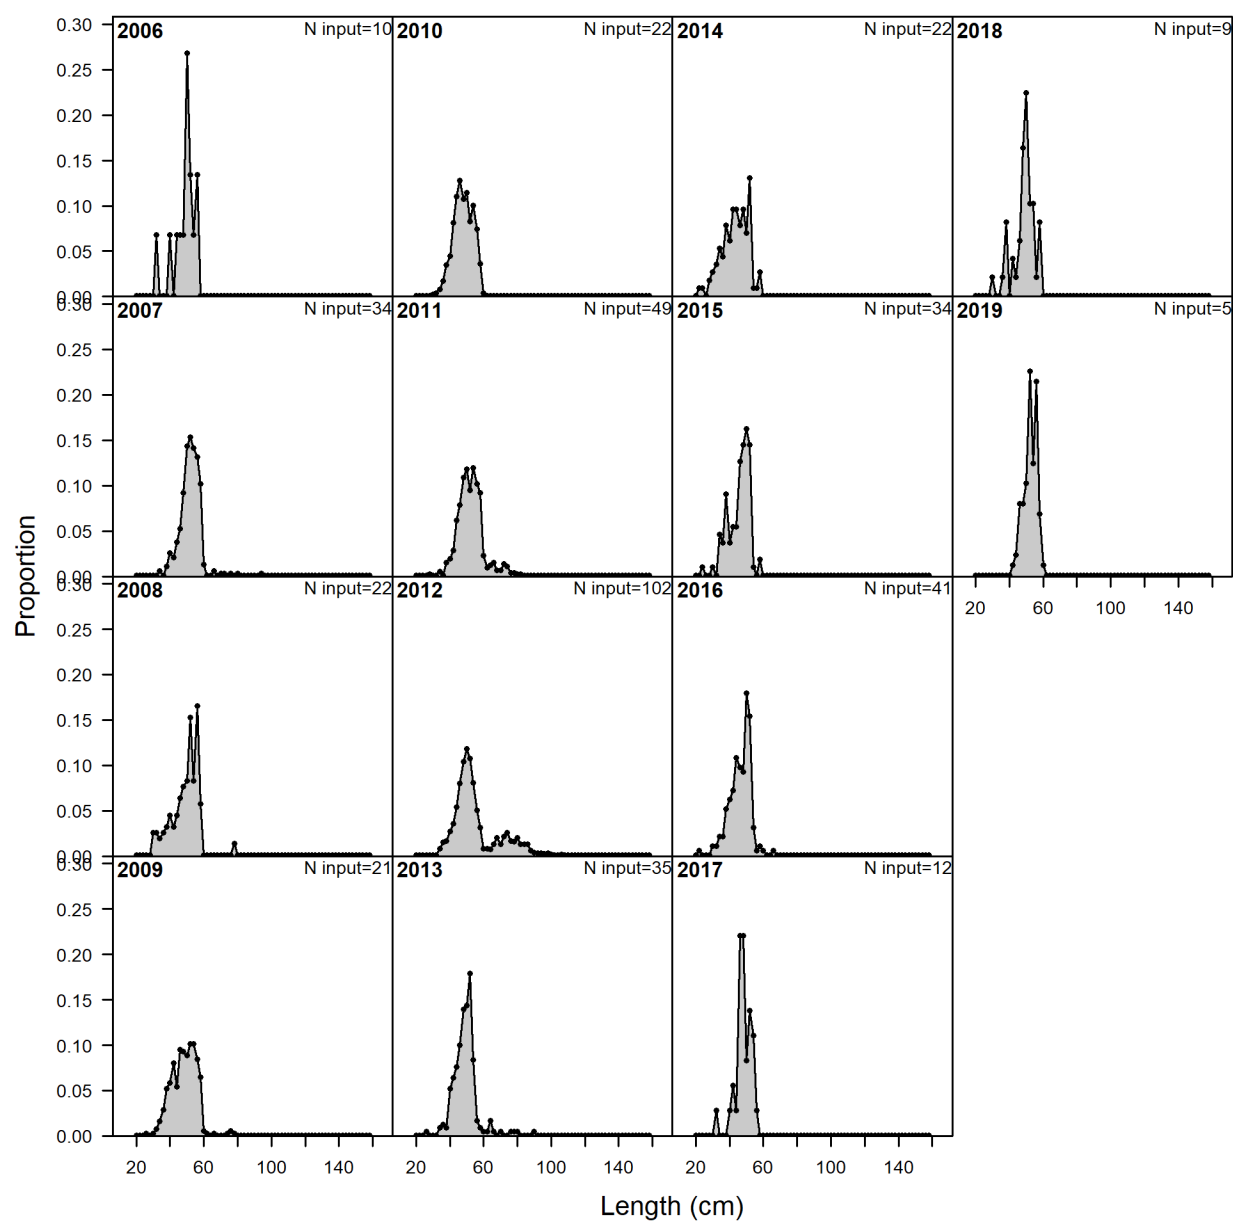 0.30
2006 N input=10
2010 N input=22
2014 N input=22
2018 N input=9
0.25
0.20
0.15
0.10
0.05
0.00
0.30
2007 N input=34
2011 N input=49
2015 N input=34
2019 N input=5
0.25
0.20
0.15
0.10
0.05
0.00
20 60 100 140
0.30
2008 N input=22
2012 N input=102
2016 N input=41
0.25
0.20
0.15
0.10
0.05
0.00
0.30
2009 N input=21
2013 N input=35
2017 N input=12
0.25
0.20
0.15
0.10
0.05
0.00
20 60 100 140
20 60 100 140
20 60 100 140
Proportion
Length (cm)